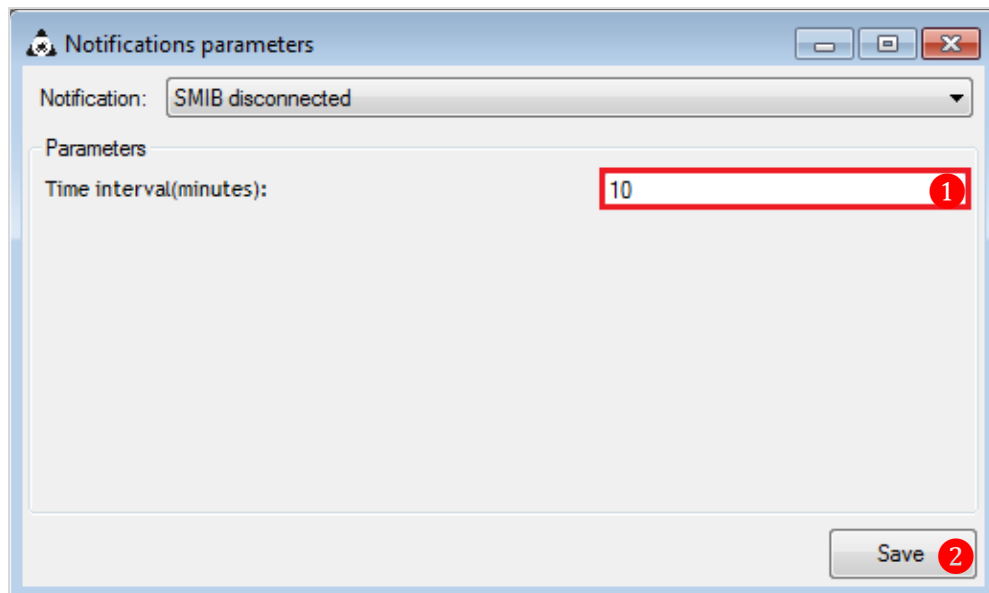 Notifications parameters
Notification: SMIB disconnected
Parameters
Time interval(minutes): 10 1
Save 2